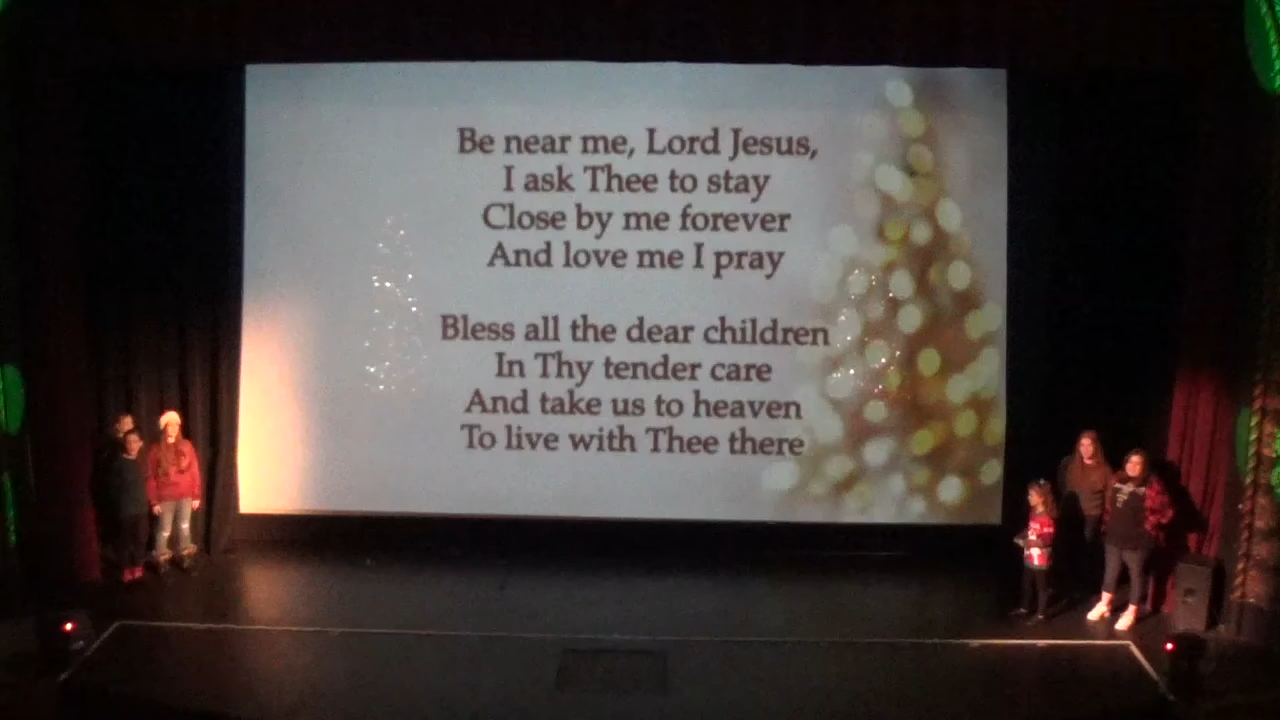 Be near me, Lord Jesus,
I ask Thee to stay
Close by me forever
And love me I pray
Bless all the dear children
In Thy tender care
And take us to heaven
To live with Thee there